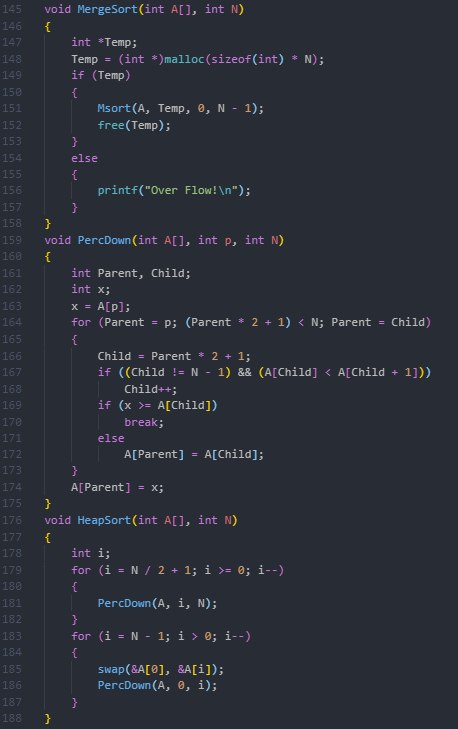 145 void MergeSort(int A[], int N)
146 {
147 int *Temp;
148 Temp = (int *)malloc(sizeof(int) * N);
149 if (Temp)
150 {
151 Msort(A, Temp, 0, N - 1);
152 free(Temp);
153 }
154 else
155 {
156 printf("Over Flow!\n");
157 }
158 }
159 void PercDown(int A[], int p, int N)
160 {
161 int Parent, Child;
162 int x;
163 x = A[p];
164 for (Parent = p; (Parent * 2 + 1) < N; Parent = Child)
165 {
166 Child = Parent * 2 + 1;
167 if ((Child != N - 1) && (A[Child] < A[Child + 1]))
168 Child++;
169 if (x >= A[Child])
170 break;
171 else
172 A[Parent] = A[Child];
173 }
174 A[Parent] = x;
175 }
176 void HeapSort(int A[], int N)
177 {
178 int i;
179 for (i = N / 2 + 1; i >= 0; i--)
180 {
181 PercDown(A, i, N);
182 }
183 for (i = N - 1; i > 0; i--)
184 {
185 swap(&A[0], &A[i]);
186 PercDown(A, 0, i);
187 }
188 }